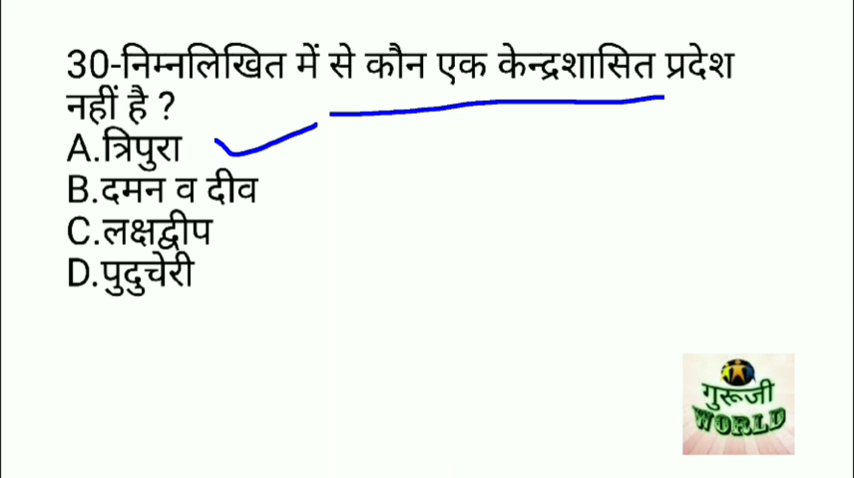 30-निम्नलिखित में से कौन एक केन्द्रशासित प्रदेश
नहीं है ?
A.त्रिपुरा
B.दमन व दीव
C.लक्षद्वीप
D.पुदुचेरी
गुरूजी
WORLD